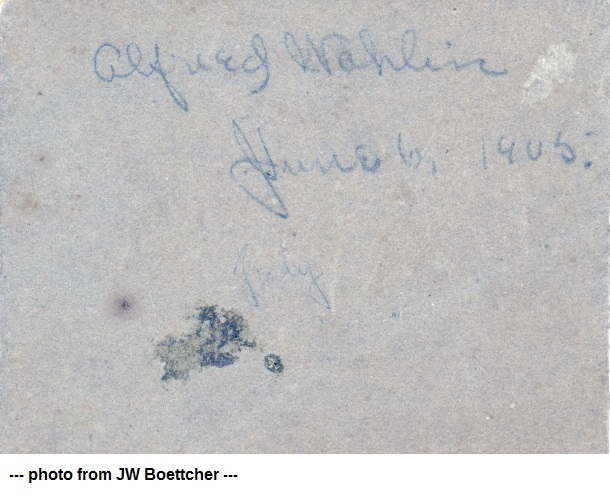 Alfred Wahlin
June 6, 1905.
July
--- photo from JW Boettcher ---